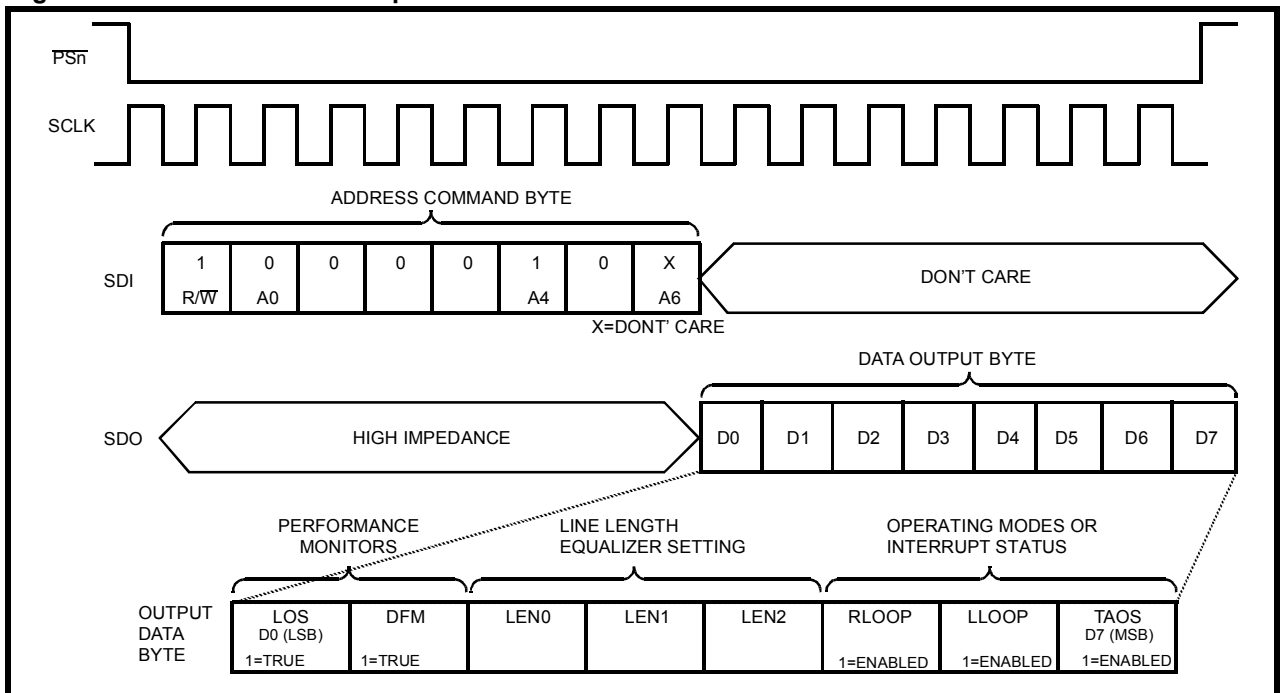 PSn
SCLK
ADDRESS COMMAND BYTE
SDI
1 0 0 0 0 1 0 X
R/W A0 A4 A6
DON'T CARE
X=DONT' CARE
DATA OUTPUT BYTE
SDO
HIGH IMPEDANCE
D0 D1 D2 D3 D4 D5 D6 D7
PERFORMANCE
MONITORS
LINE LENGTH
EQUALIZER SETTING
OPERATING MODES OR
INTERRUPT STATUS
OUTPUT
DATA
BYTE
LOS DFM LEN0 LEN1 LEN2 RLOOP LLOOP TAOS
D0 (LSB) D7 (MSB)
1=TRUE 1=TRUE 1=ENABLED 1=ENABLED 1=ENABLED